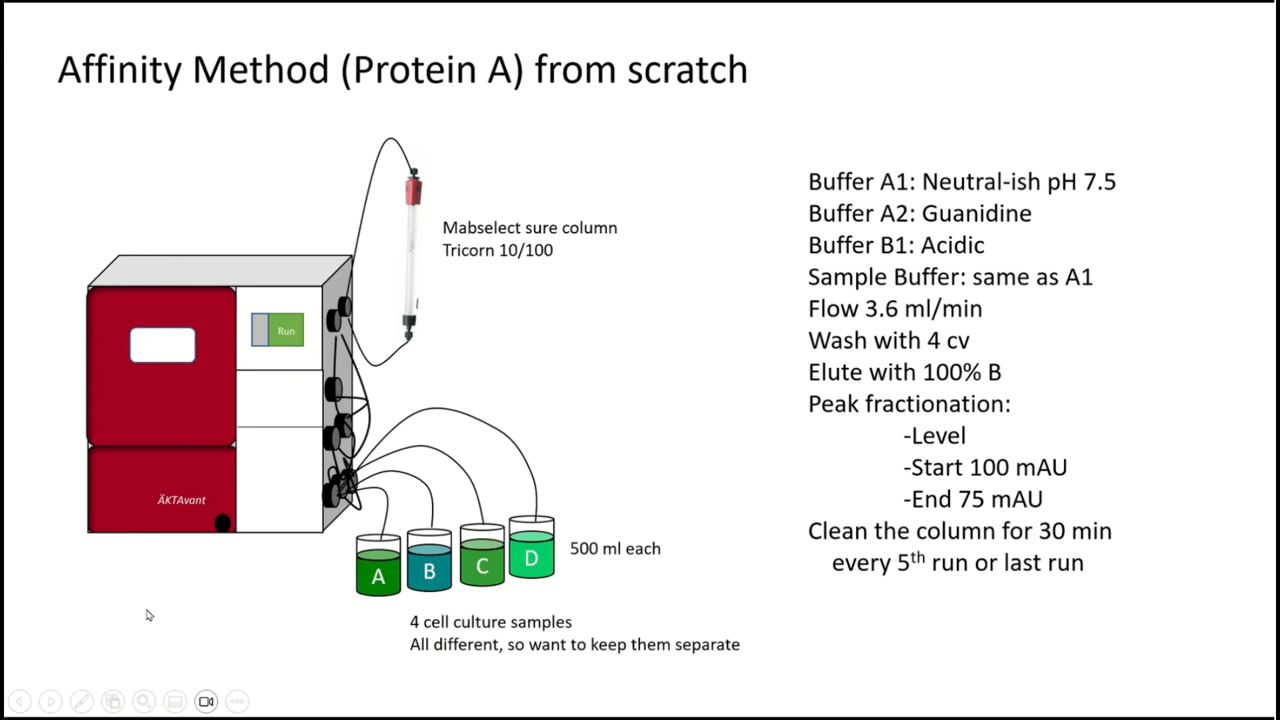 Affinity Method (Protein A) from scratch
Mabselect sure column
Tricorn 10/100
Run
ÄKTAvant
A
B
C
D
500 ml each
4 cell culture samples
All different, so want to keep them separate
Buffer A1: Neutral-ish pH 7.5
Buffer A2: Guanidine
Buffer B1: Acidic
Sample Buffer: same as A1
Flow 3.6 ml/min
Wash with 4 cv
Elute with 100% B
Peak fractionation:
-Level
-Start 100 mAU
-End 75 mAU
Clean the column for 30 min
every 5th run or last run